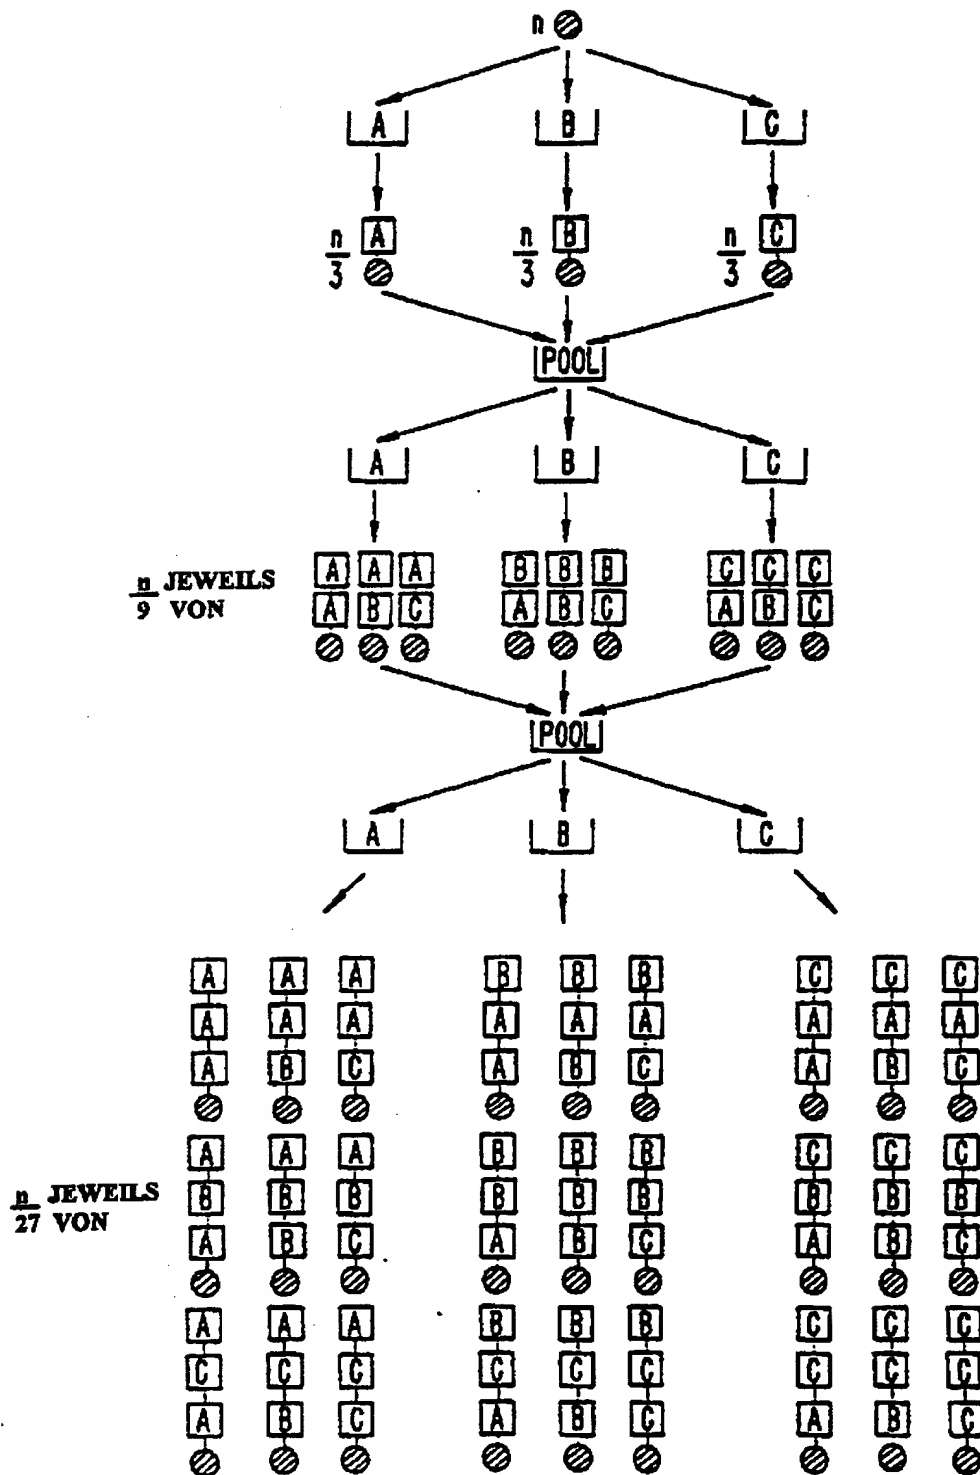 n
A B C
n/3 A n/3 B n/3 C
POOL
A B C
A A A B B B C C C
n/9 JEWEILS VON
A B C A B C A B C
POOL
A B C
A A A B B B C C C
A A A A A A A A A
A B C A B C A B C
A A A B B B C C C
n/27 JEWEILS VON
B B B B B B B B B
A B C A B C A B C
A A A B B B C C C
C C C C C C C C C
A B C A B C A B C